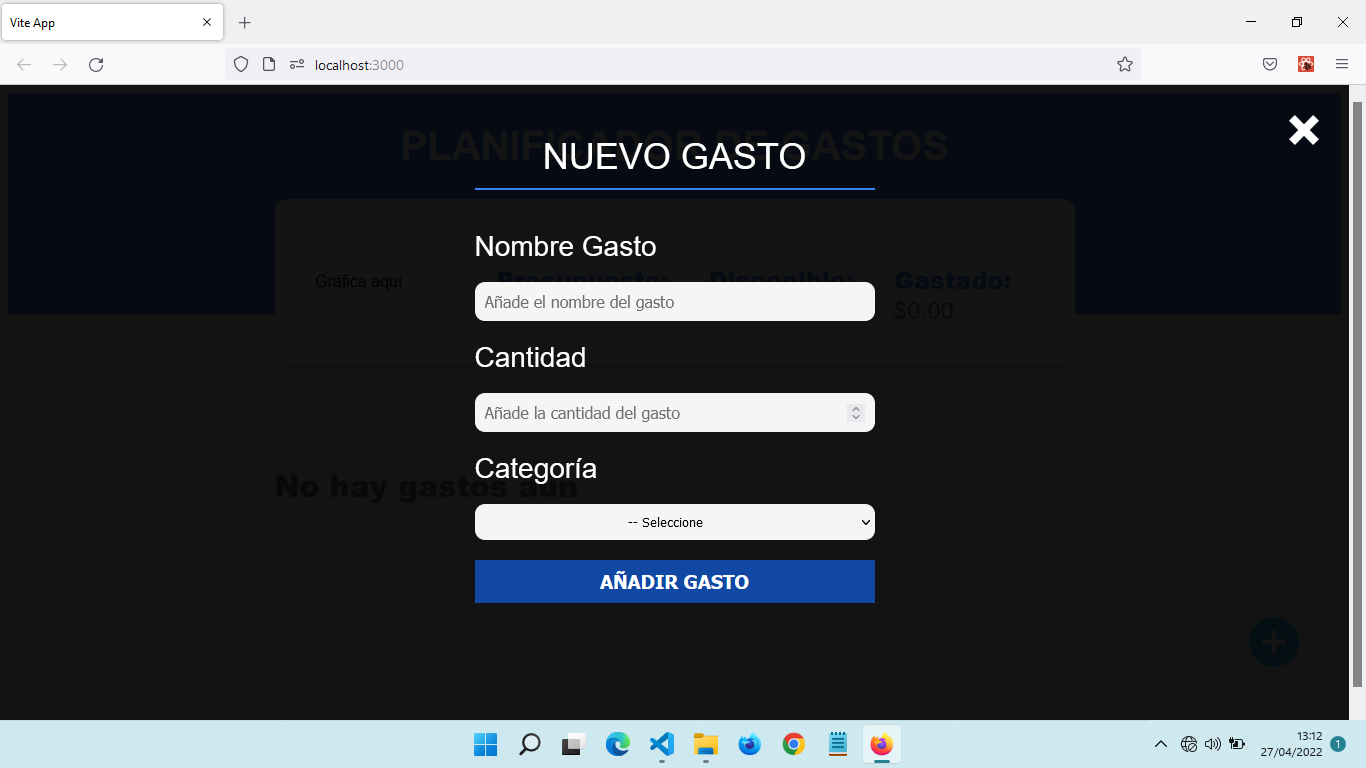 Vite App
localhost:3000
PLANIFICADOR DE GASTOS
NUEVO GASTO
Nombre Gasto
Gráfica aquí
Presupuesto:
Disponible:
Gastado:
$0.00
Añade el nombre del gasto
Cantidad
Añade la cantidad del gasto
Categoría
No hay gastos aún
-- Seleccione
AÑADIR GASTO
13:12
27/04/2022
1